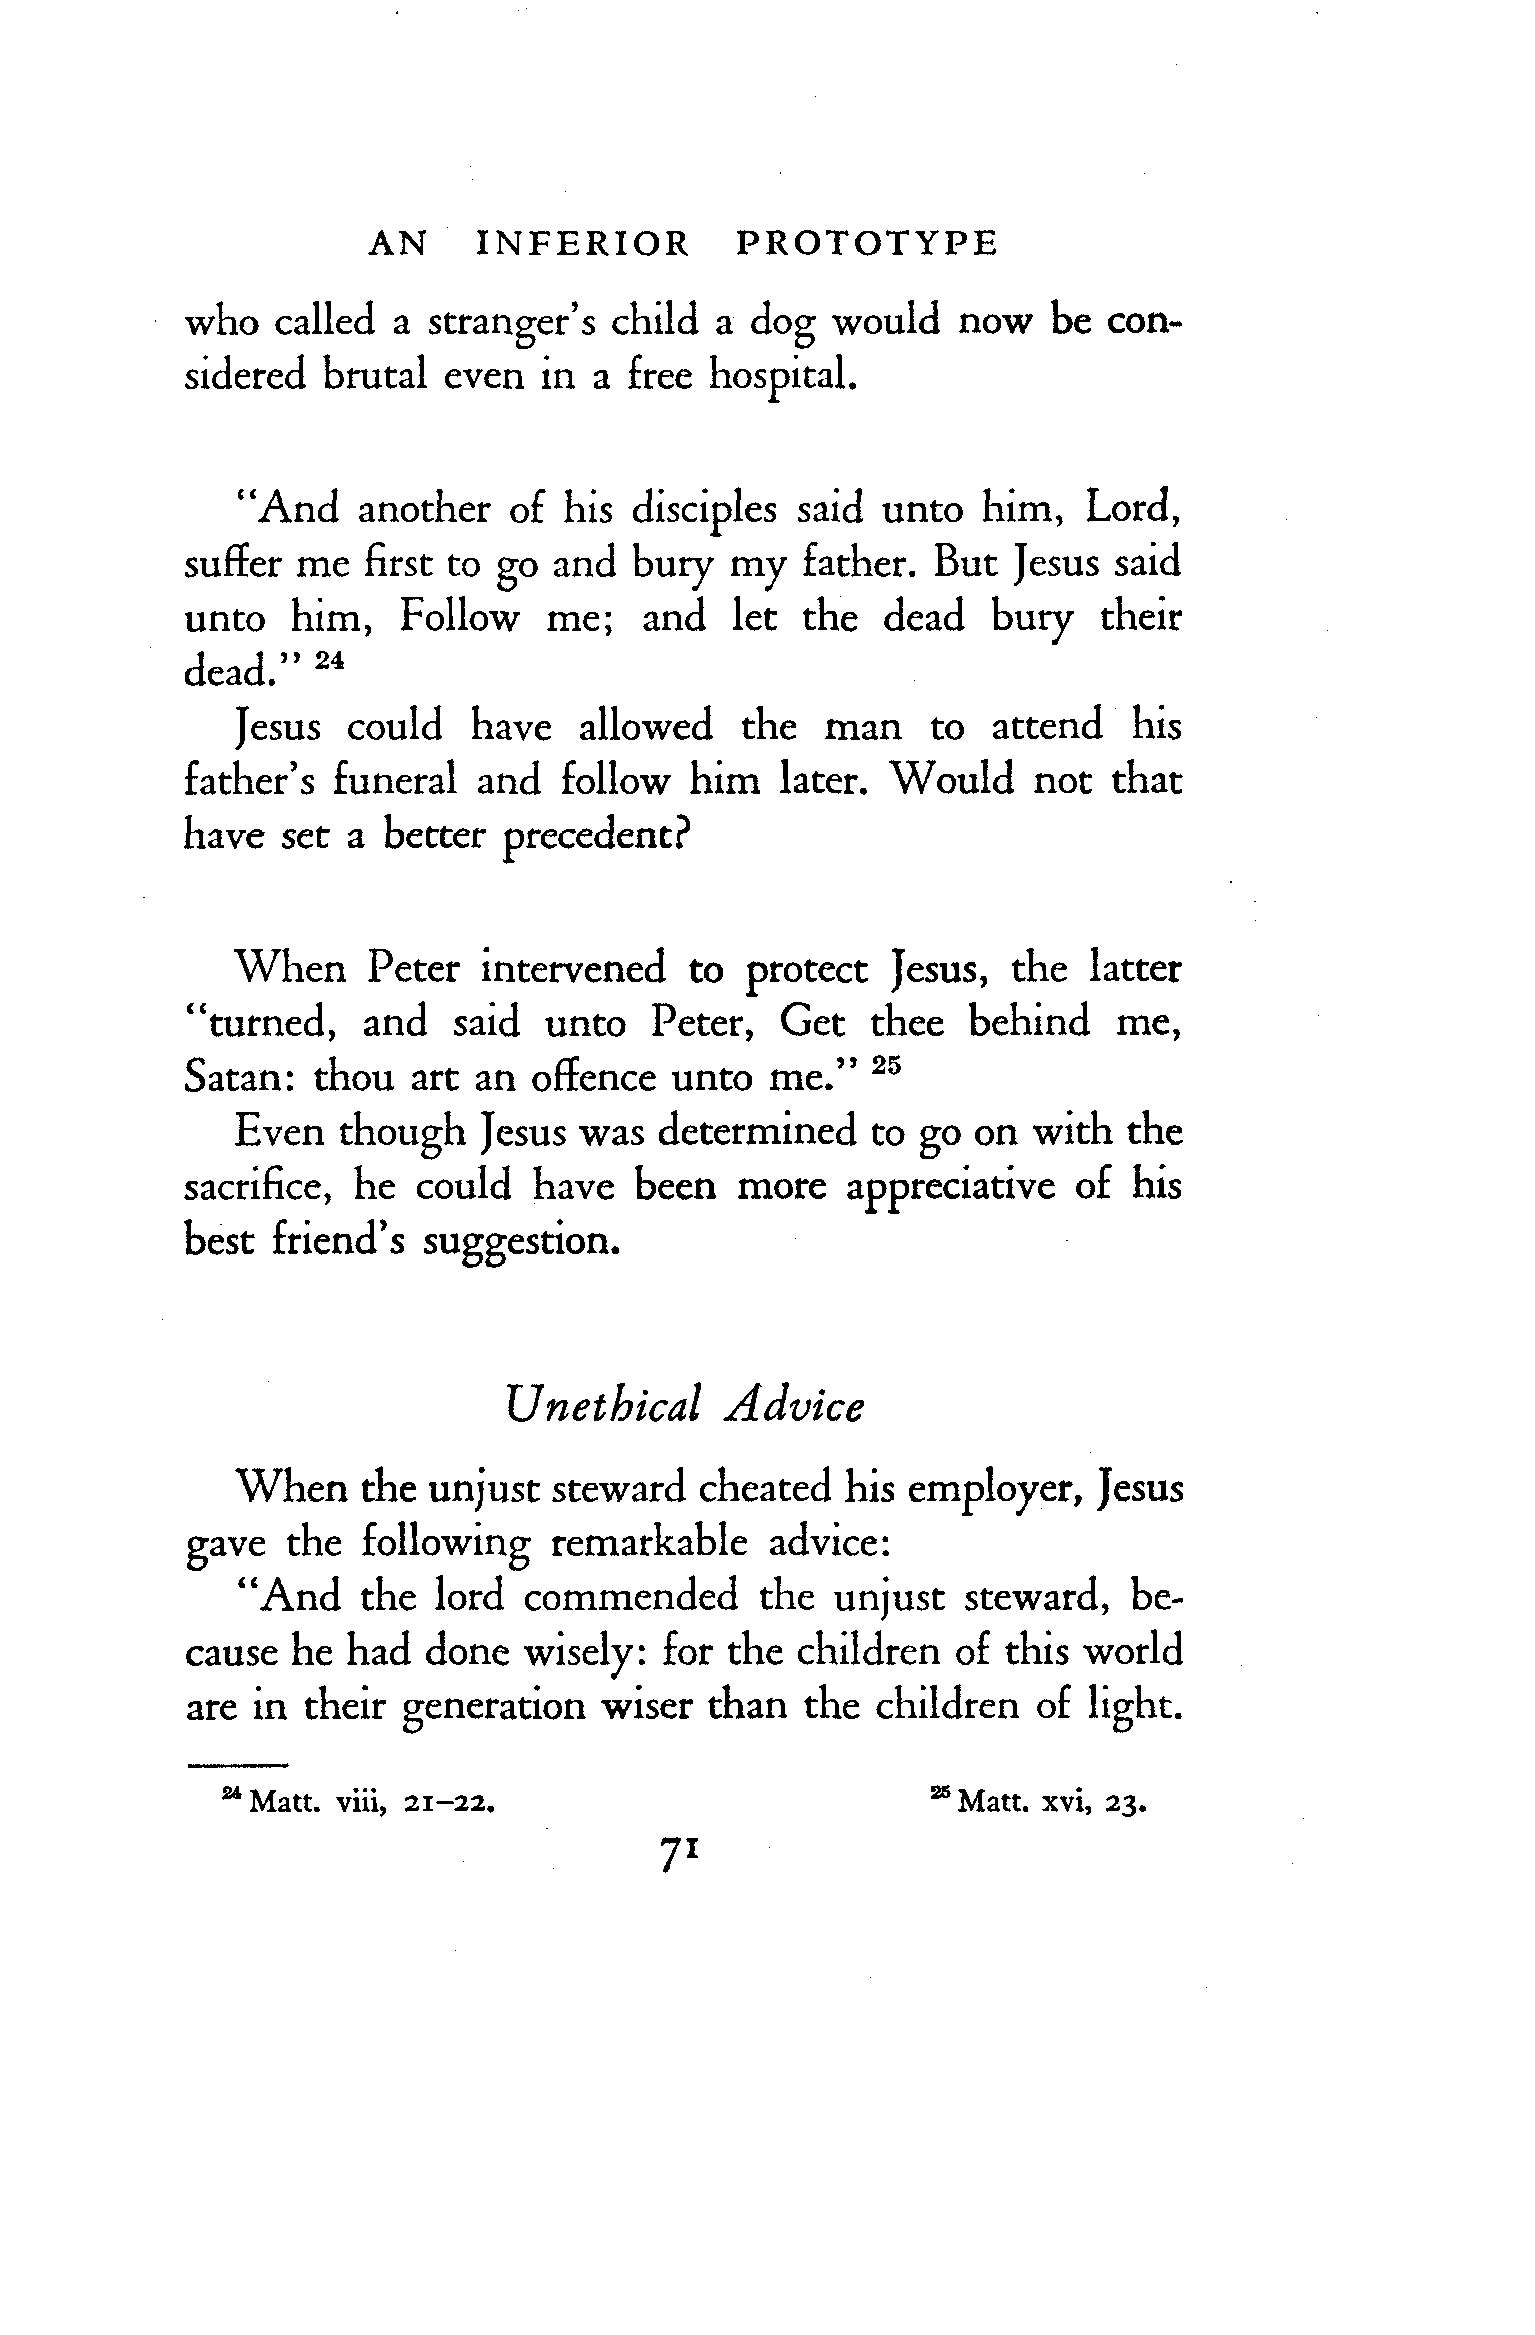 AN INFERIOR PROTOTYPE
who called a stranger's child a dog would now be con-
sidered brutal even in a free hospital.
"And another of his disciples said unto him, Lord,
suffer me first to go and bury my father. But Jesus said
unto him, Follow me; and let the dead bury their
dead." 24
Jesus could have allowed the man to attend his
father's funeral and follow him later. Would not that
have set a better precedent?
When Peter intervened to protect Jesus, the latter
"turned, and said unto Peter, Get thee behind me,
Satan: thou art an offence unto me." 25
Even though Jesus was determined to go on with the
sacrifice, he could have been more appreciative of his
best friend's suggestion.
Unethical Advice
When the unjust steward cheated his employer, Jesus
gave the following remarkable advice:
"And the lord commended the unjust steward, be-
cause he had done wisely: for the children of this world
are in their generation wiser than the children of light.
24 Matt. viii, 21–22. 25 Matt. xvi, 23.
71